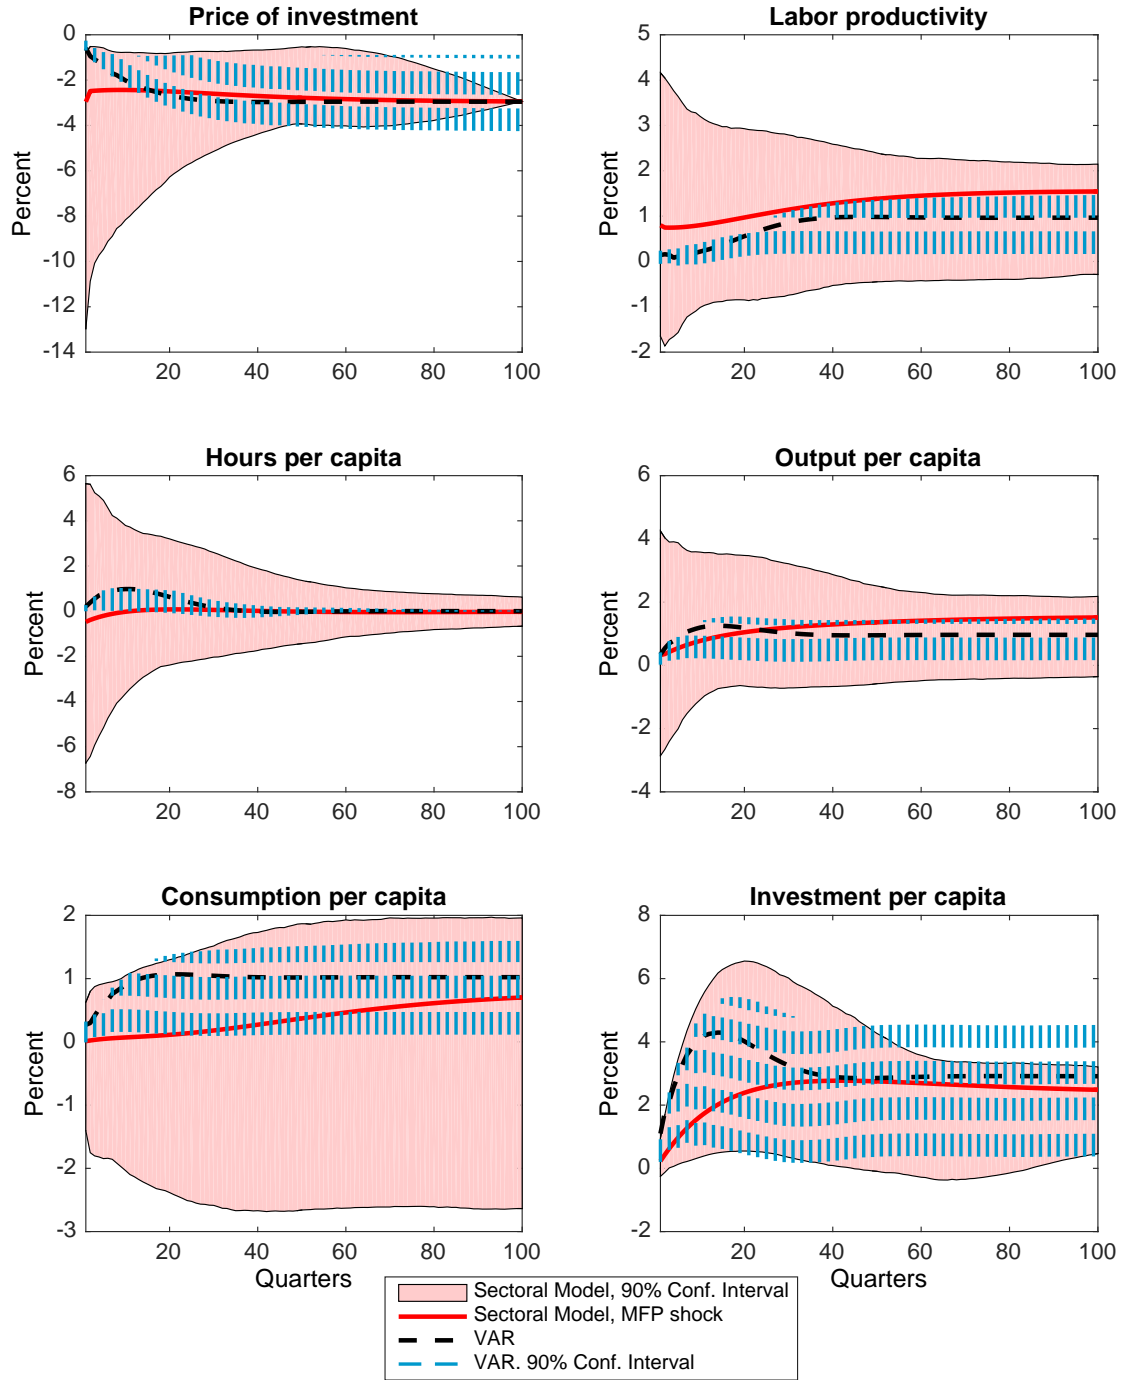 Price of investment
0
-2
-4
-6
-8
-10
-12
-14
Percent
20 40 60 80 100
Labor productivity
5
4
3
2
1
0
-1
-2
Percent
20 40 60 80 100
Hours per capita
6
4
2
0
-2
-4
-6
-8
Percent
20 40 60 80 100
Output per capita
6
4
2
0
-2
-4
Percent
20 40 60 80 100
Consumption per capita
2
1
0
-1
-2
-3
Percent
20 40 60 80 100
Quarters
Investment per capita
8
6
4
2
0
-2
Percent
20 40 60 80 100
Quarters
Sectoral Model, 90% Conf. Interval
Sectoral Model, MFP shock
VAR
VAR. 90% Conf. Interval